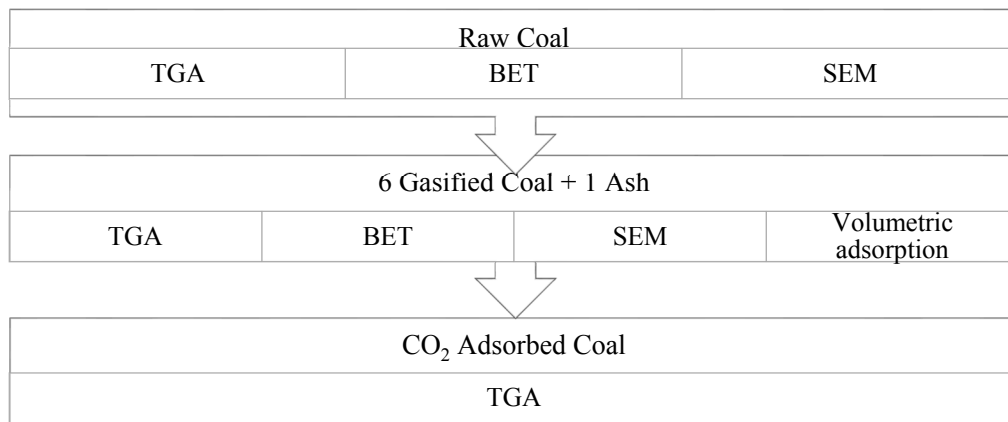 Raw Coal
TGA BET SEM
6 Gasified Coal + 1 Ash
TGA BET SEM Volumetric
adsorption
CO₂ Adsorbed Coal
TGA